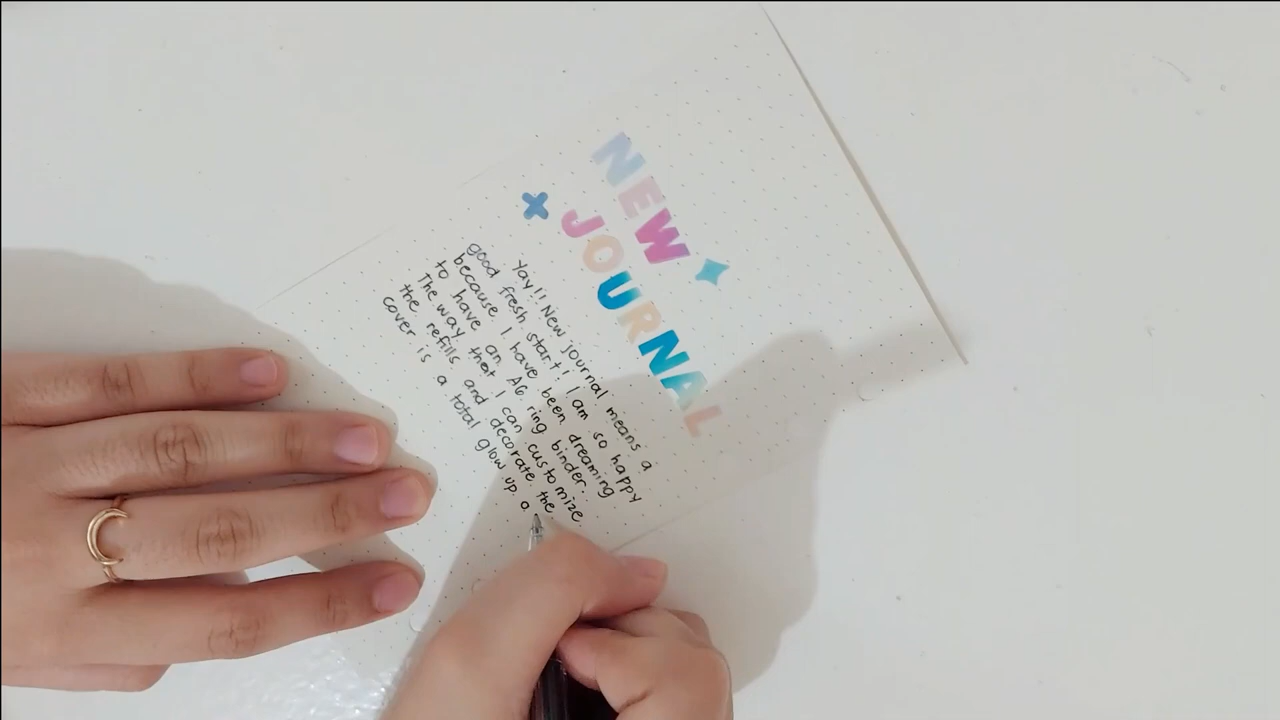 NEW
JOURNAL
Yay!! New journal means a
good fresh start! I am so happy
because I have been dreaming
to have an A6 ring binder.
The way that I can customize
the refills and decorate the
cover is a total glow up. a